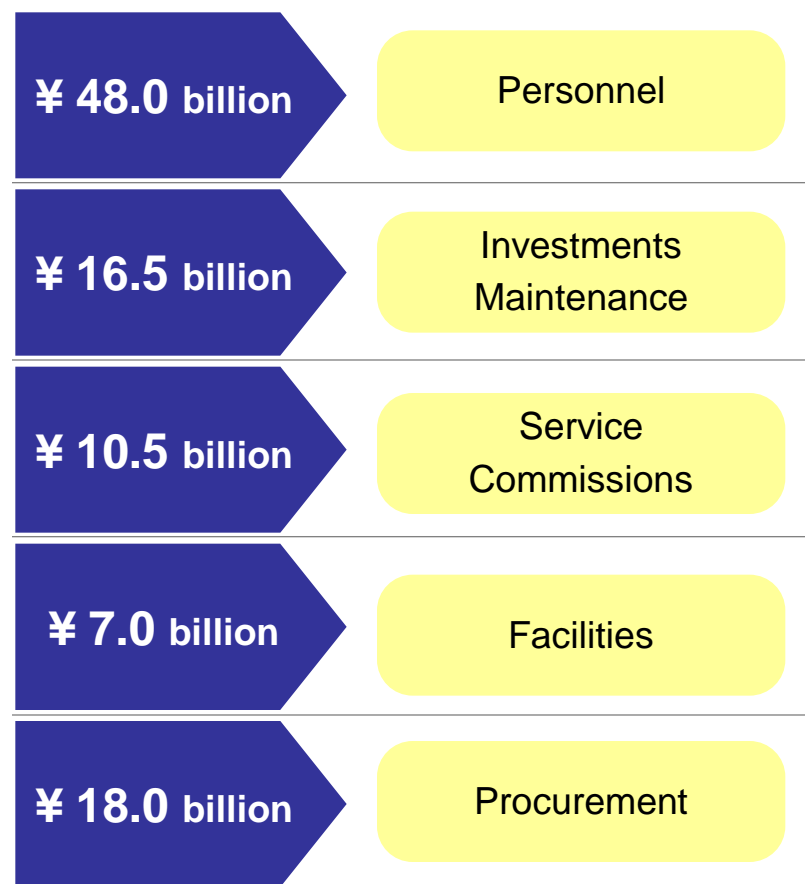 ¥ 48.0 billion
Personnel
¥ 16.5 billion
Investments
Maintenance
¥ 10.5 billion
Service
Commissions
¥ 7.0 billion
Facilities
¥ 18.0 billion
Procurement